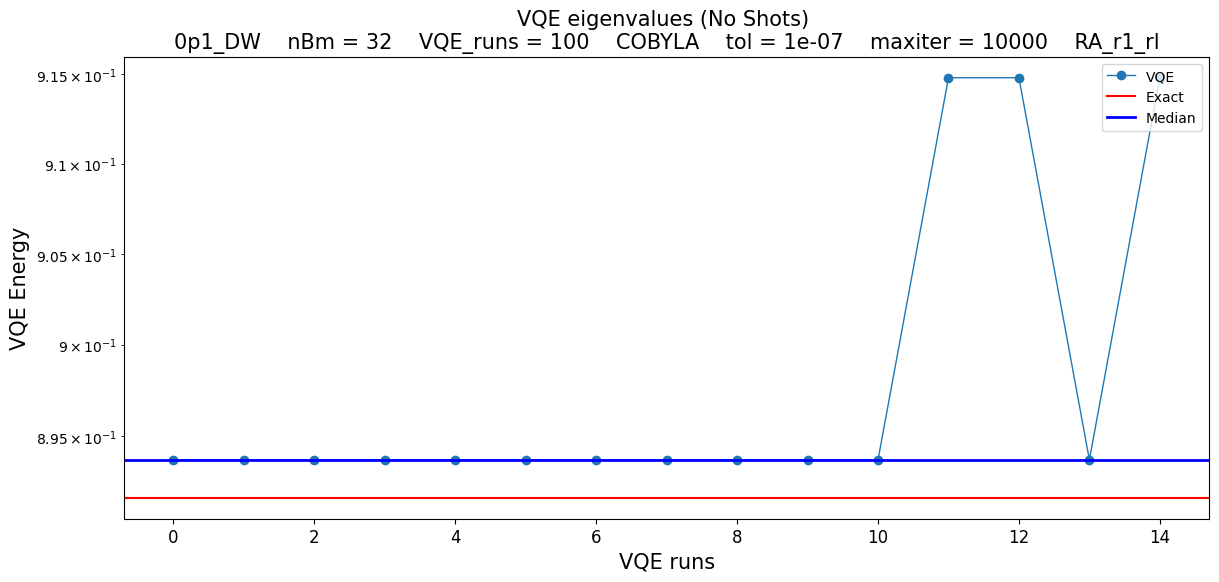 VQE eigenvalues (No Shots)
0p1_DW    nBm = 32    VQE_runs = 100    COBYLA    tol = 1e-07    maxiter = 10000    RA_r1_rl
9.15 × 10⁻¹
9.1 × 10⁻¹
9.05 × 10⁻¹
9 × 10⁻¹
8.95 × 10⁻¹
VQE Energy
VQE
Exact
Median
0 2 4 6 8 10 12 14
VQE runs